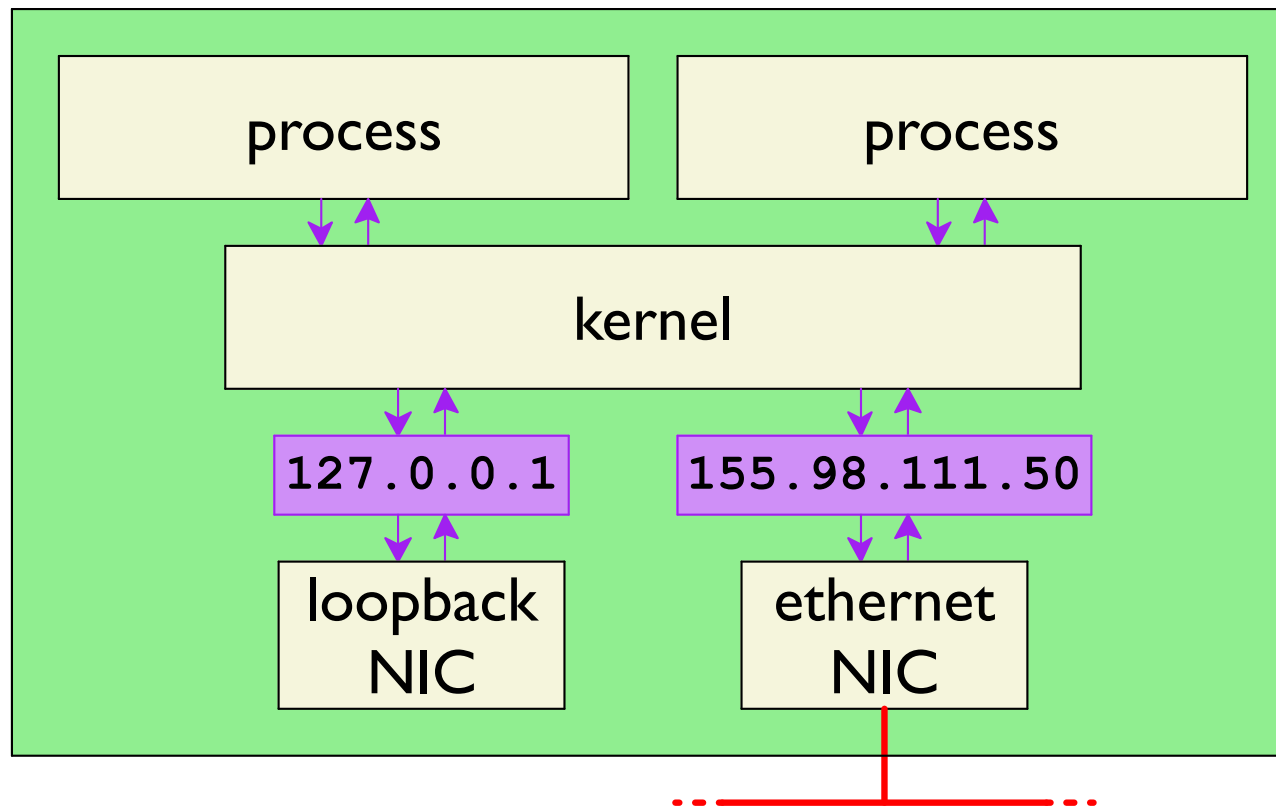 process
process
kernel
127.0.0.1
155.98.111.50
loopback
NIC
ethernet
NIC